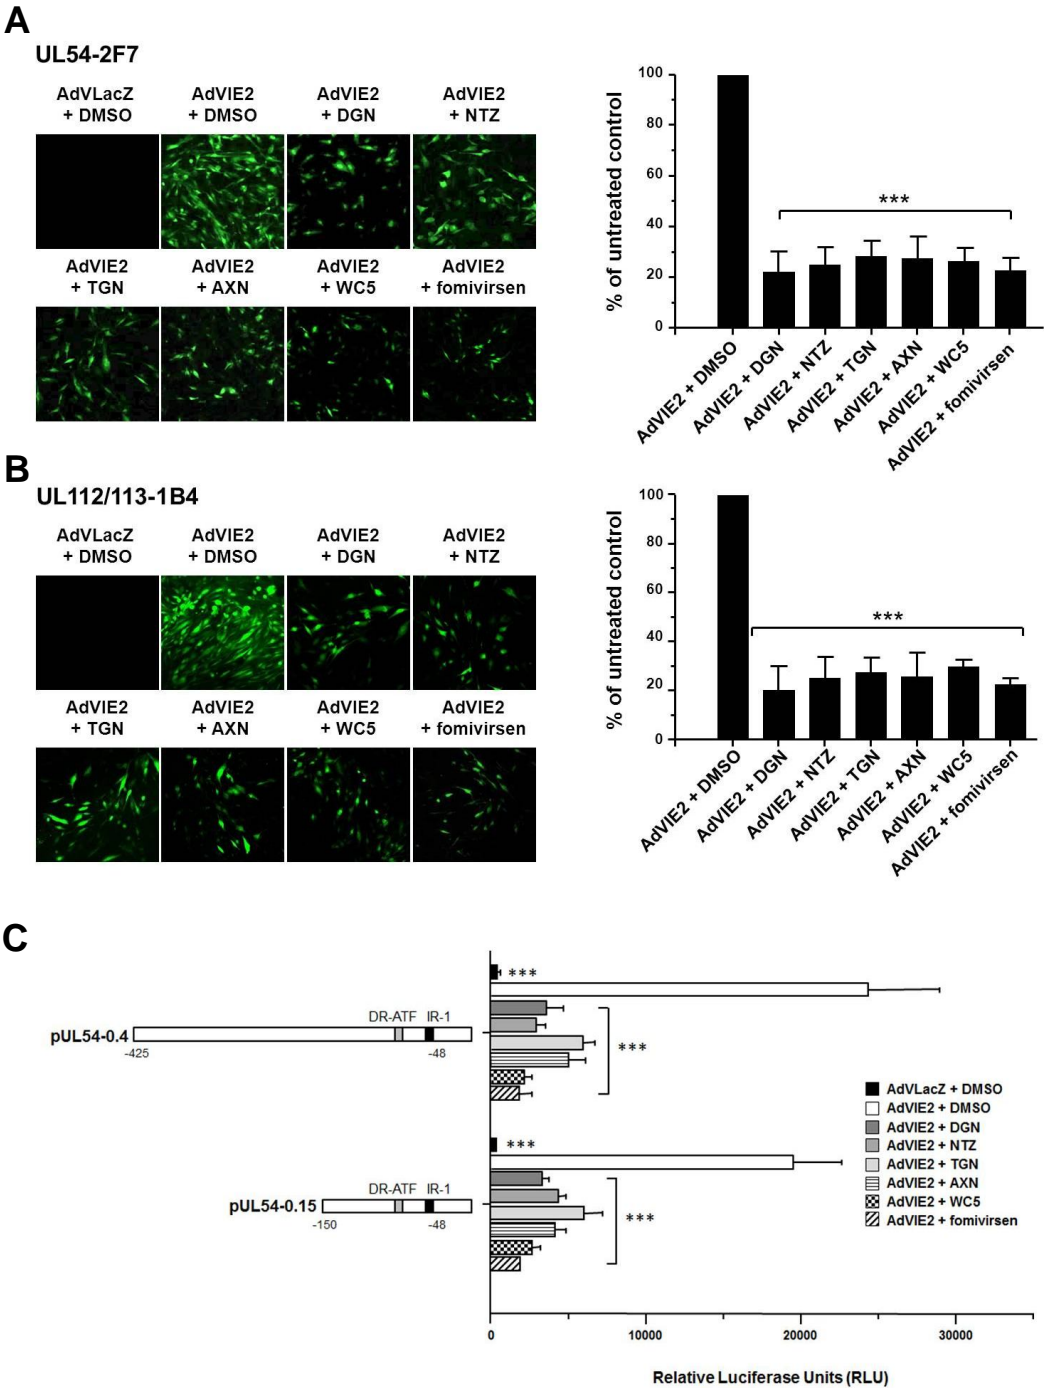 A
UL54-2F7
AdVLacZ + DMSO
AdVIE2 + DMSO
AdVIE2 + DGN
AdVIE2 + NTZ
AdVIE2 + TGN
AdVIE2 + AXN
AdVIE2 + WC5
AdVIE2 + fomivirsen
% of untreated control
100
80
60
40
20
0
***
AdVIE2 + DMSO
AdVIE2 + DGN
AdVIE2 + NTZ
AdVIE2 + TGN
AdVIE2 + AXN
AdVIE2 + WC5
AdVIE2 + fomivirsen
B
UL112/113-1B4
AdVLacZ + DMSO
AdVIE2 + DMSO
AdVIE2 + DGN
AdVIE2 + NTZ
AdVIE2 + TGN
AdVIE2 + AXN
AdVIE2 + WC5
AdVIE2 + fomivirsen
% of untreated control
100
80
60
40
20
0
***
AdVIE2 + DMSO
AdVIE2 + DGN
AdVIE2 + NTZ
AdVIE2 + TGN
AdVIE2 + AXN
AdVIE2 + WC5
AdVIE2 + fomivirsen
C
***
DR-ATF IR-1
pUL54-0.4
-425 -48
***
***
DR-ATF IR-1
pUL54-0.15
-150 -48
***
AdVLacZ + DMSO
AdVIE2 + DMSO
AdVIE2 + DGN
AdVIE2 + NTZ
AdVIE2 + TGN
AdVIE2 + AXN
AdVIE2 + WC5
AdVIE2 + fomivirsen
0 10000 20000 30000
Relative Luciferase Units (RLU)